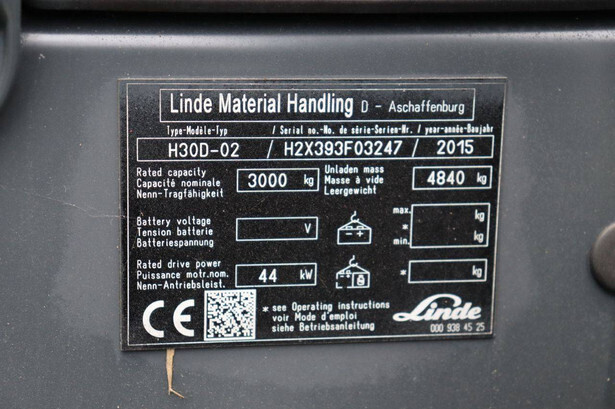 Linde Material Handling D - Aschaffenburg
Type-Modèle-Typ / Serial no.-No. de série-Serien-Nr. / year-année-Baujahr
H30D-02 / H2X393F03247 / 2015
Rated capacity
Capacité nominale
Nenn-Tragfähigkeit
3000 kg
Unladen mass
Masse à vide
Leergewicht
4840 kg
Battery voltage
Tension batterie
Batteriespannung
V
- +
max. kg
*
min. kg
Rated drive power
Puissance motr.nom.
Nenn-Antriebsleist.
44 kW
* kg
CE
* see Operating instructions
voir Mode d'emploi
siehe Betriebsanleitung
Linde
000 938 45 25